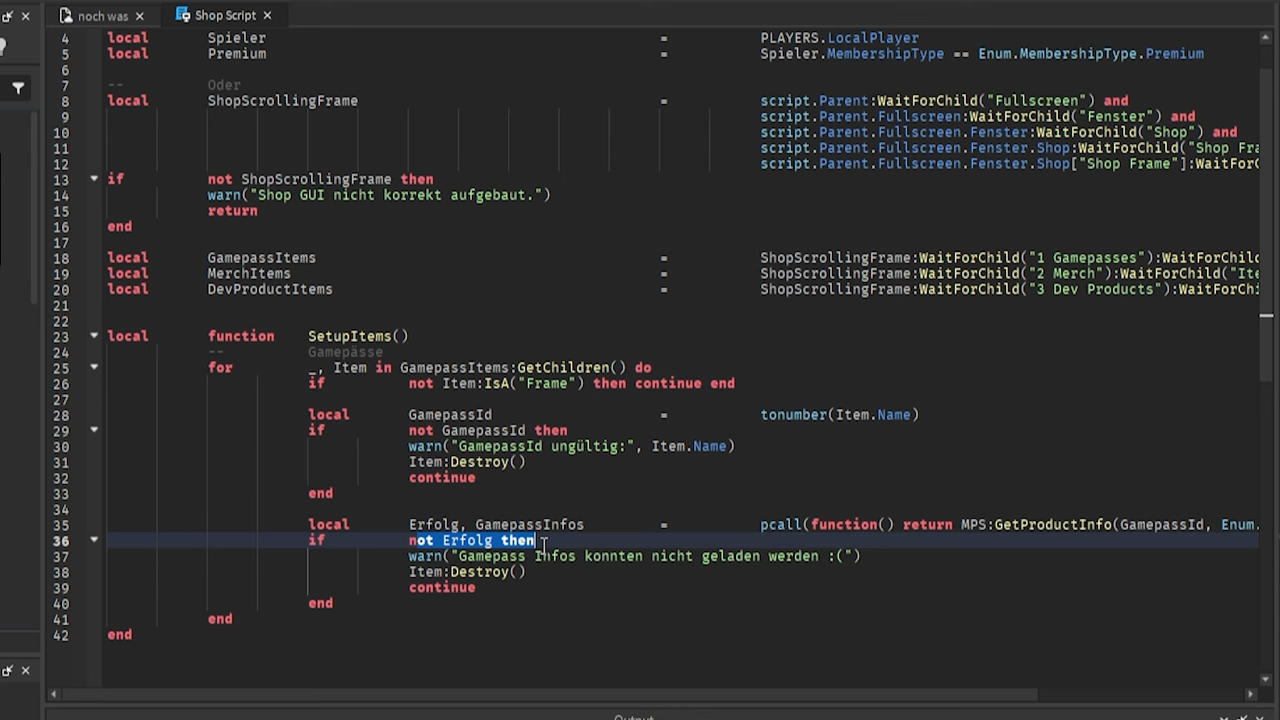 noch was
Shop Script
4 local Spieler = PLAYERS.LocalPlayer
5 local Premium = Spieler.MembershipType == Enum.MembershipType.Premium
6
7 -- Oder
8 local ShopScrollingFrame = script.Parent:WaitForChild("Fullscreen") and
9 script.Parent.Fullscreen:WaitForChild("Fenster") and
10 script.Parent.Fullscreen.Fenster:WaitForChild("Shop") and
11 script.Parent.Fullscreen.Fenster.Shop:WaitForChild("Shop Fra
12 script.Parent.Fullscreen.Fenster.Shop["Shop Frame"]:WaitForC
13 if not ShopScrollingFrame then
14 warn("Shop GUI nicht korrekt aufgebaut.")
15 return
16 end
17
18 local GamepassItems = ShopScrollingFrame:WaitForChild("1 Gamepasses"):WaitForChild
19 local MerchItems = ShopScrollingFrame:WaitForChild("2 Merch"):WaitForChild("Ite
20 local DevProductItems = ShopScrollingFrame:WaitForChild("3 Dev Products"):WaitForChi
21
22
23 local function SetupItems()
24 -- Gamepässe
25 for _, Item in GamepassItems:GetChildren() do
26 if not Item:IsA("Frame") then continue end
27
28 local GamepassId = tonumber(Item.Name)
29 if not GamepassId then
30 warn("GamepassId ungültig:", Item.Name)
31 Item:Destroy()
32 continue
33 end
34
35 local Erfolg, GamepassInfos = pcall(function() return MPS:GetProductInfo(GamepassId, Enum.
36 if not Erfolg then
37 warn("Gamepass Infos konnten nicht geladen werden :(")
38 Item:Destroy()
39 continue
40 end
41 end
42 end